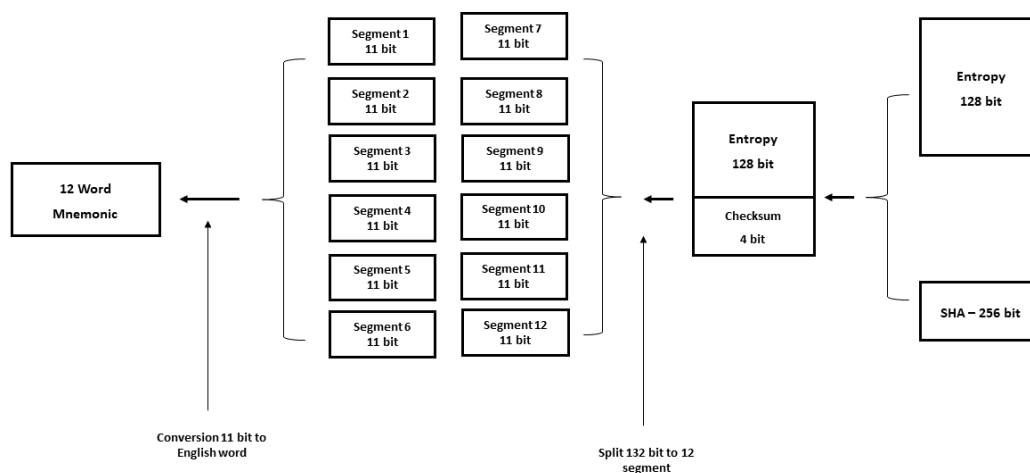 12 Word
Mnemonic
Segment 1
11 bit
Segment 2
11 bit
Segment 3
11 bit
Segment 4
11 bit
Segment 5
11 bit
Segment 6
11 bit
Segment 7
11 bit
Segment 8
11 bit
Segment 9
11 bit
Segment 10
11 bit
Segment 11
11 bit
Segment 12
11 bit
Entropy
128 bit
Checksum
4 bit
Entropy
128 bit
SHA – 256 bit
Conversion 11 bit to
English word
Split 132 bit to 12
segment